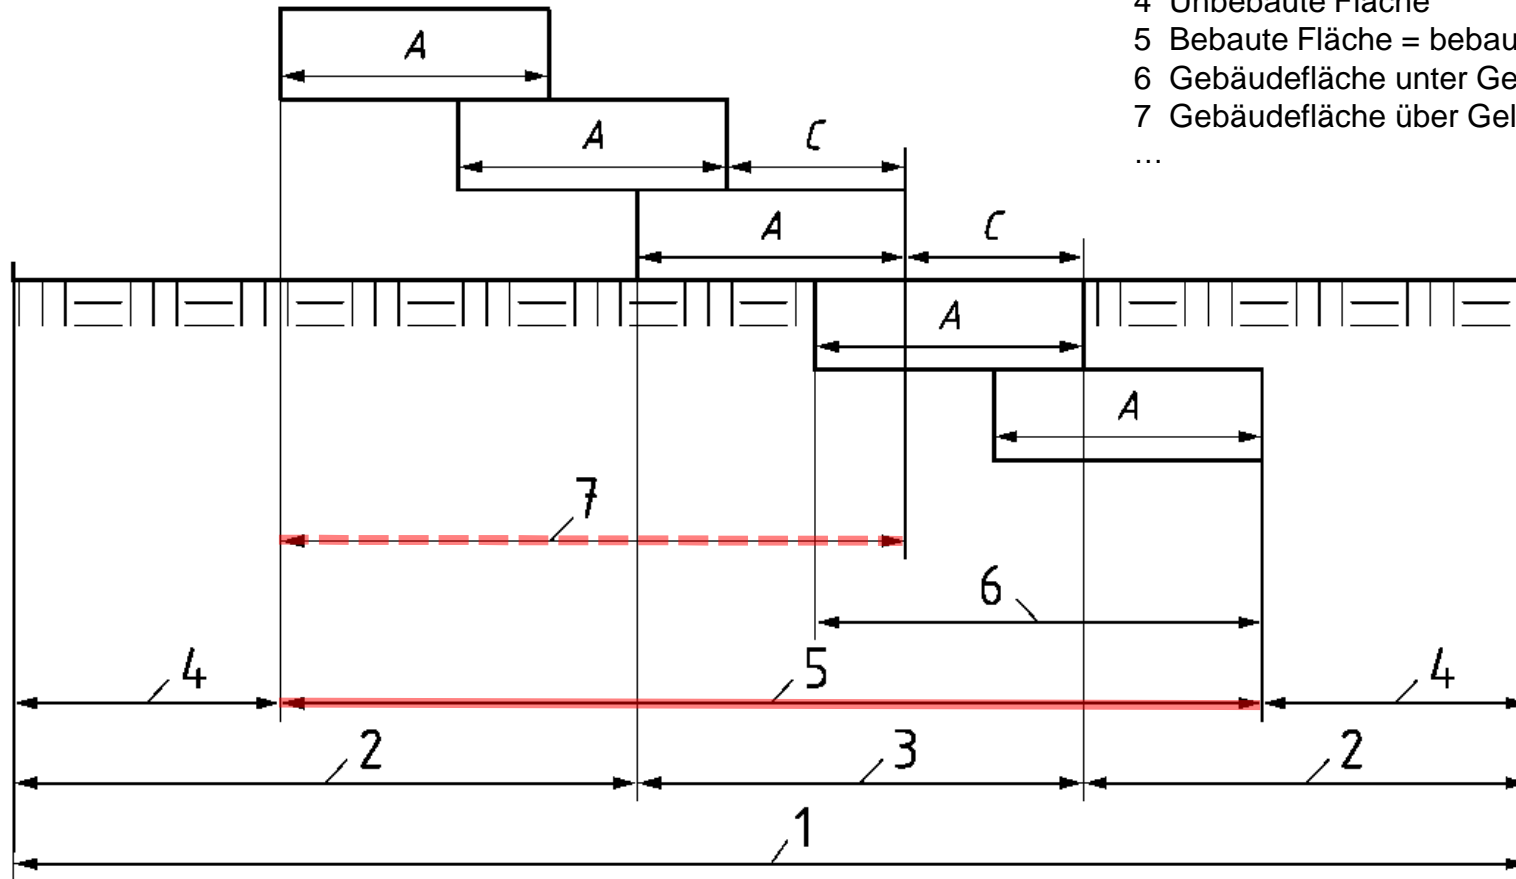 4 Unbebaute Fläche
5 Bebaute Fläche = bebau
6 Gebäudefläche unter Ge
7 Gebäudefläche über Gel
...
A
A
C
A
C
A
A
7
6
4
5
4
2
3
2
1